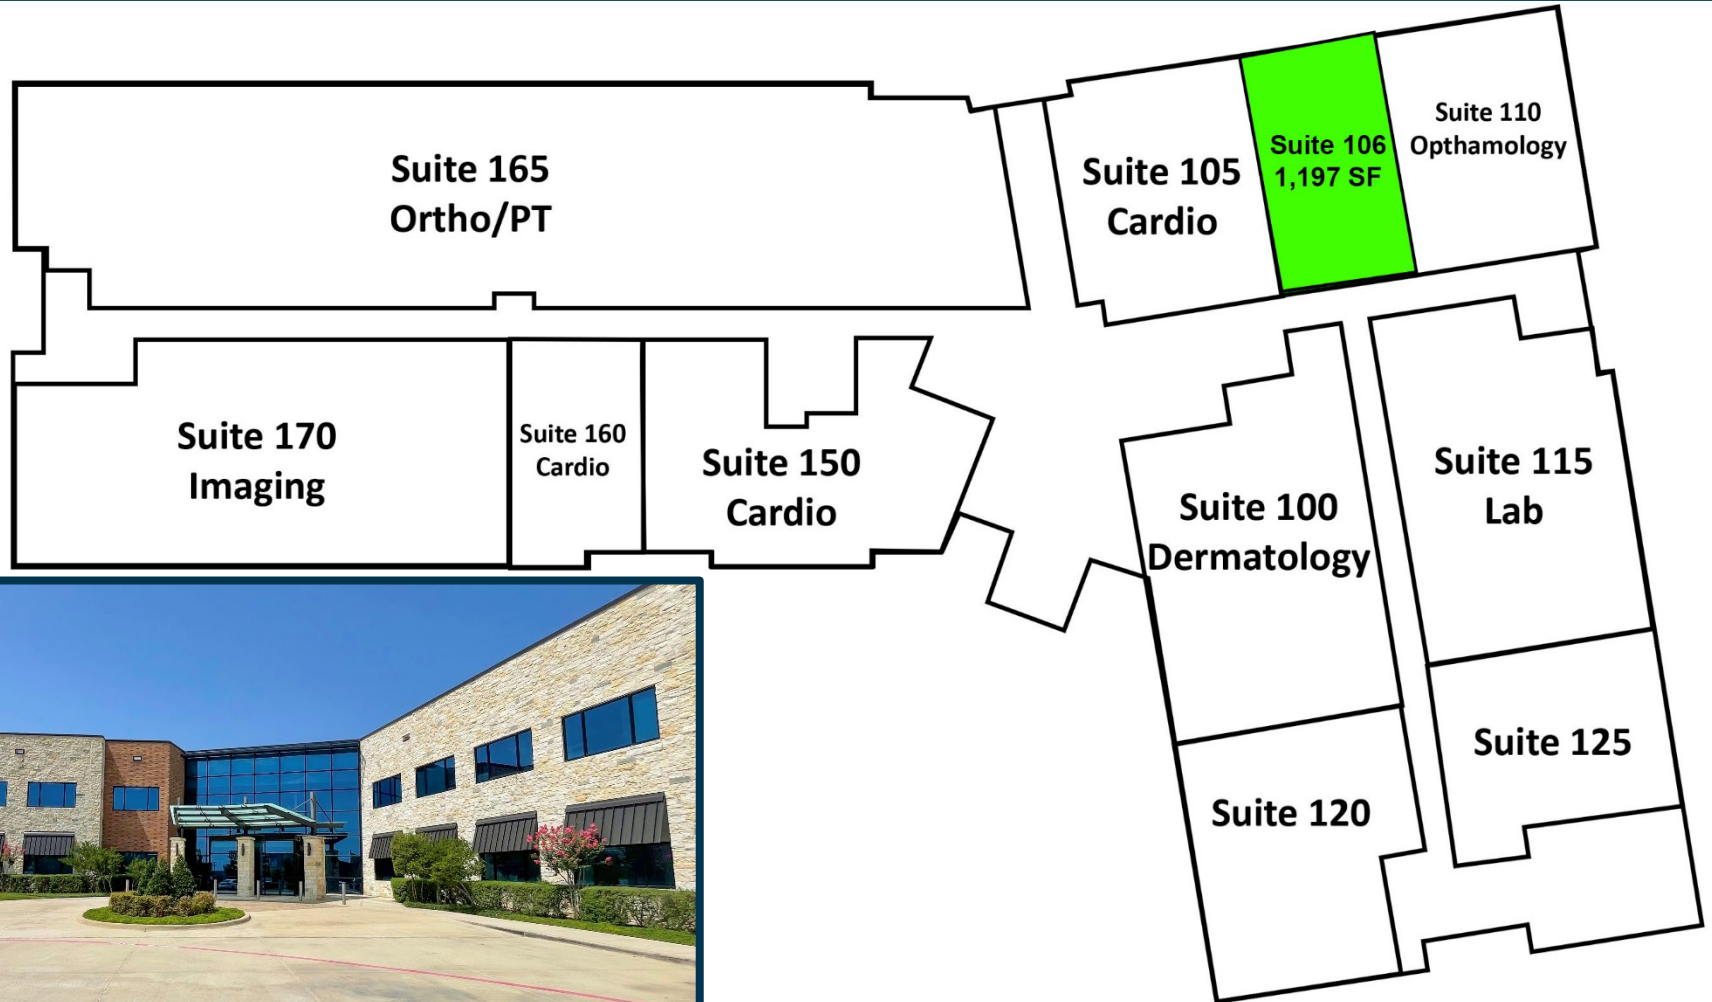 Suite 165
Ortho/PT
Suite 105
Cardio
Suite 106
1,197 SF
Suite 110
Opthamology
Suite 170
Imaging
Suite 160
Cardio
Suite 150
Cardio
Suite 100
Dermatology
Suite 115
Lab
Suite 120
Suite 125